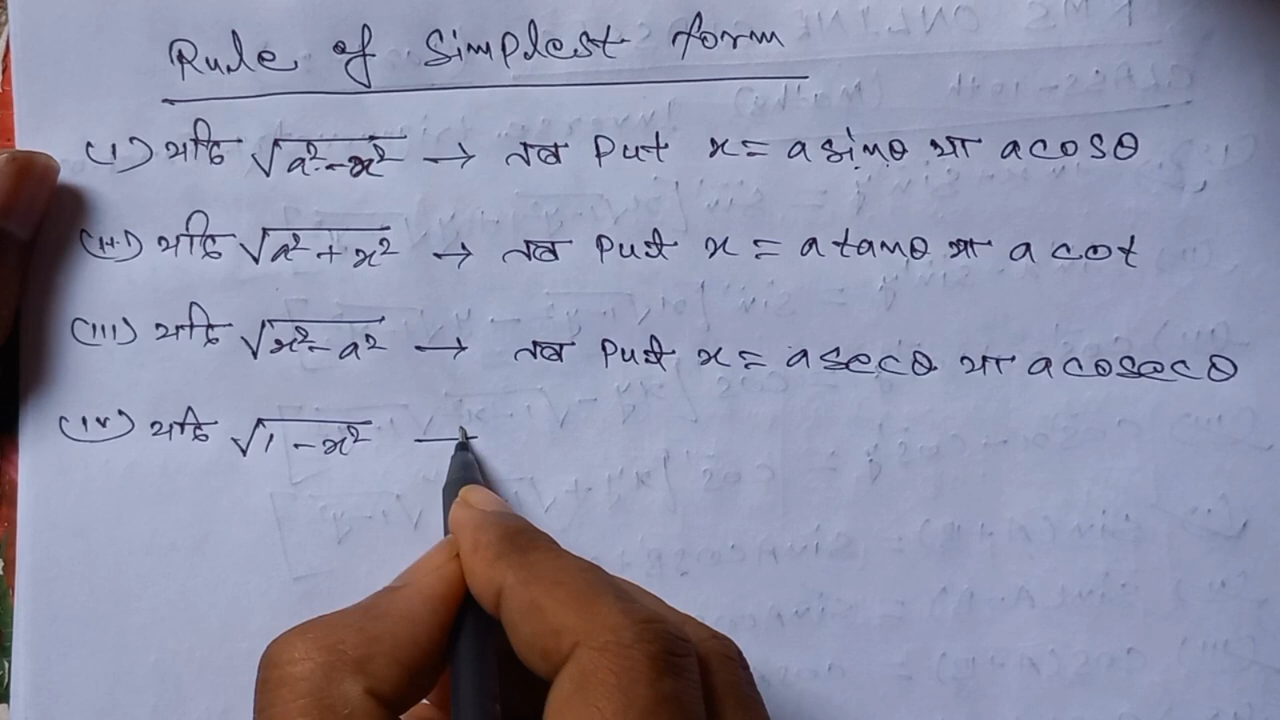 Rule of Simplest form
(I) यदि √a²-x² → तब Put x = a sinθ या a cosθ
(II) यदि √a²+x² → तब Put x = a tanθ या a cot
(III) यदि √x²-a² → तब Put x = a secθ या a cosecθ
(IV) यदि √1-x² —